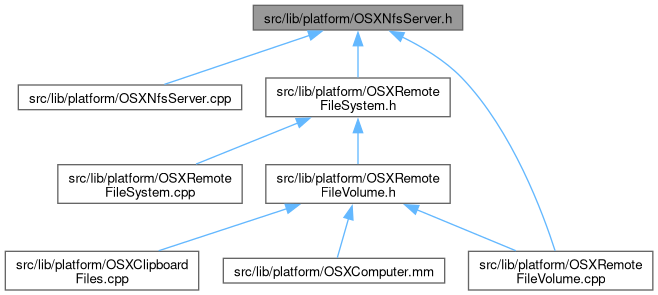 src/lib/platform/OSXNfsServer.h
src/lib/platform/OSXNfsServer.cpp
src/lib/platform/OSXRemote
FileSystem.h
src/lib/platform/OSXRemote
FileSystem.cpp
src/lib/platform/OSXRemote
FileVolume.h
src/lib/platform/OSXClipboard
Files.cpp
src/lib/platform/OSXComputer.mm
src/lib/platform/OSXRemote
FileVolume.cpp